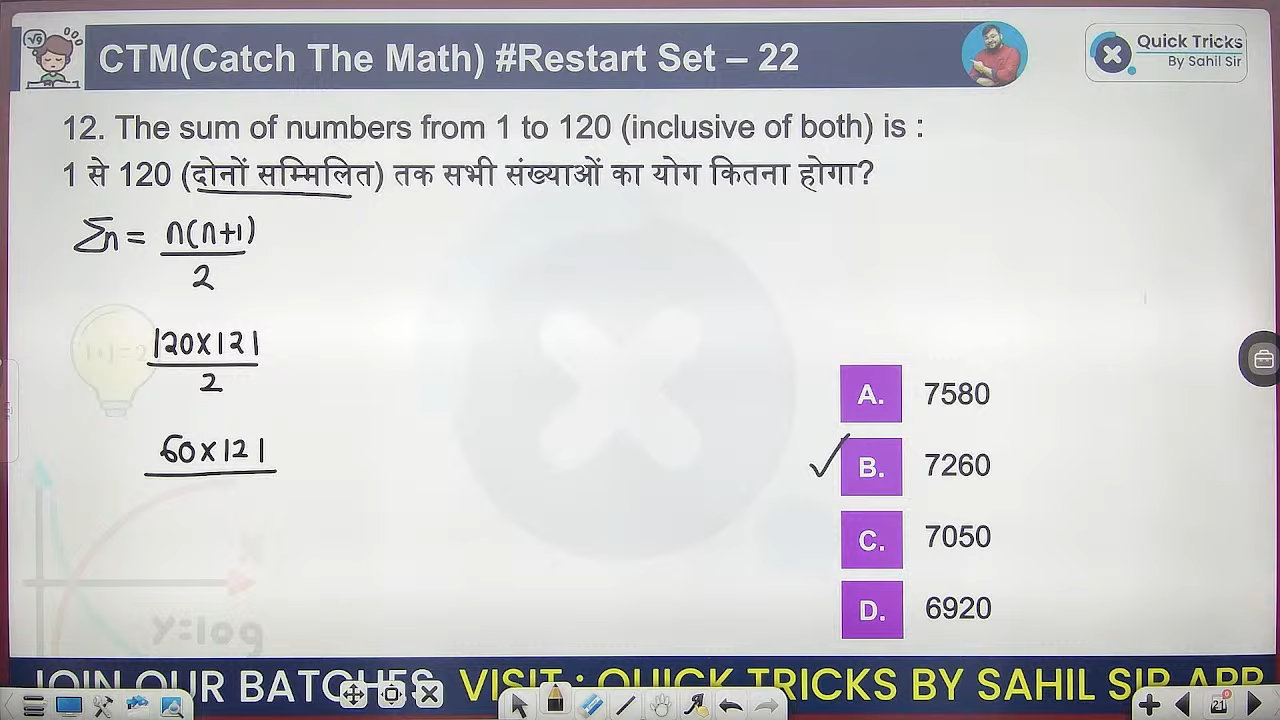 CTM(Catch The Math) #Restart Set – 22
Quick Tricks
By Sahil Sir
12. The sum of numbers from 1 to 120 (inclusive of both) is :
1 से 120 (दोनों सम्मिलित) तक सभी संख्याओं का योग कितना होगा?
Σn = n(n+1)
2
120×121
2
60×121
A. 7580
B. 7260
C. 7050
D. 6920
y=log
JOIN OUR BATCHES VISIT : QUICK TRICKS BY SAHIL SIR APP
21